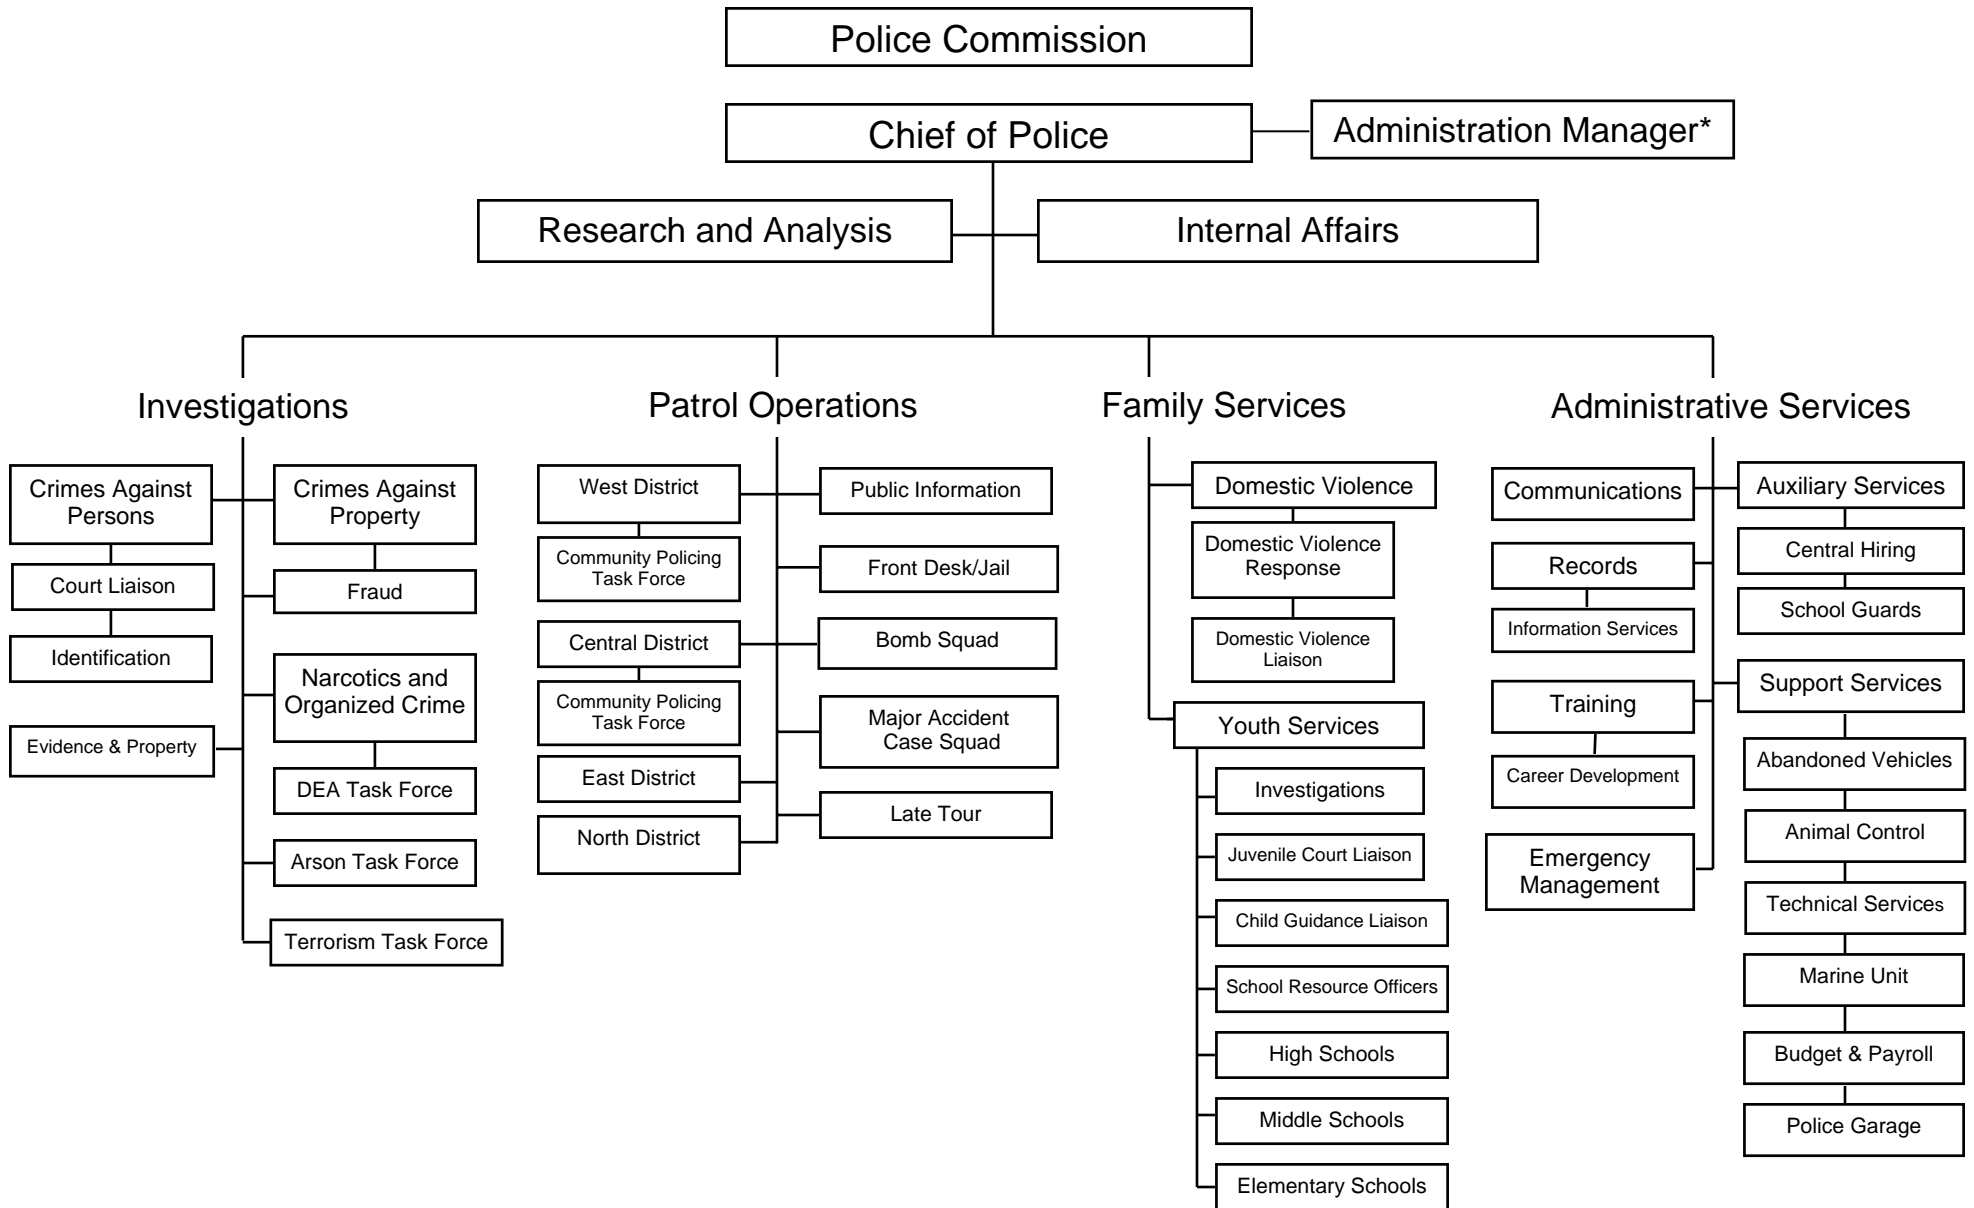 Police Commission
Chief of Police
Administration Manager*
Research and Analysis
Internal Affairs
Investigations
Crimes Against
Persons
Court Liaison
Identification
Evidence & Property
Crimes Against
Property
Fraud
Narcotics and
Organized Crime
DEA Task Force
Arson Task Force
Terrorism Task Force
Patrol Operations
West District
Community Policing
Task Force
Central District
Community Policing
Task Force
East District
North District
Public Information
Front Desk/Jail
Bomb Squad
Major Accident
Case Squad
Late Tour
Family Services
Domestic Violence
Domestic Violence
Response
Domestic Violence
Liaison
Youth Services
Investigations
Juvenile Court Liaison
Child Guidance Liaison
School Resource Officers
High Schools
Middle Schools
Elementary Schools
Administrative Services
Communications
Records
Information Services
Training
Career Development
Emergency
Management
Auxiliary Services
Central Hiring
School Guards
Support Services
Abandoned Vehicles
Animal Control
Technical Services
Marine Unit
Budget & Payroll
Police Garage